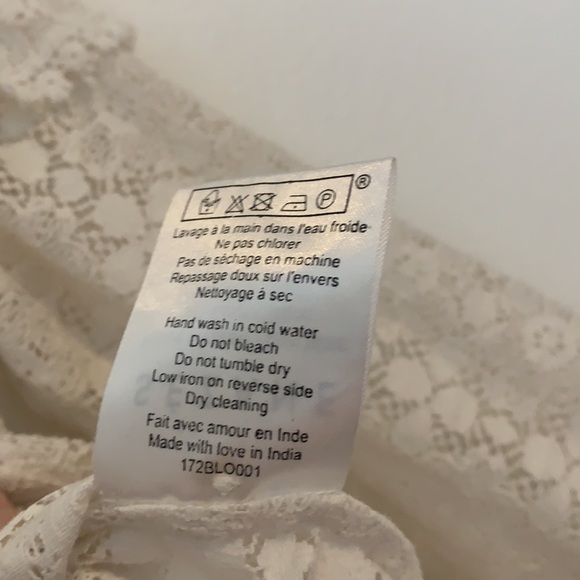 P ®
Lavage à la main dans l'eau froide
Ne pas chlorer
Pas de séchage en machine
Repassage doux sur l'envers
Nettoyage à sec
Hand wash in cold water
Do not bleach
Do not tumble dry
Low iron on reverse side
Dry cleaning
Fait avec amour en Inde
Made with love in India
172BLO001